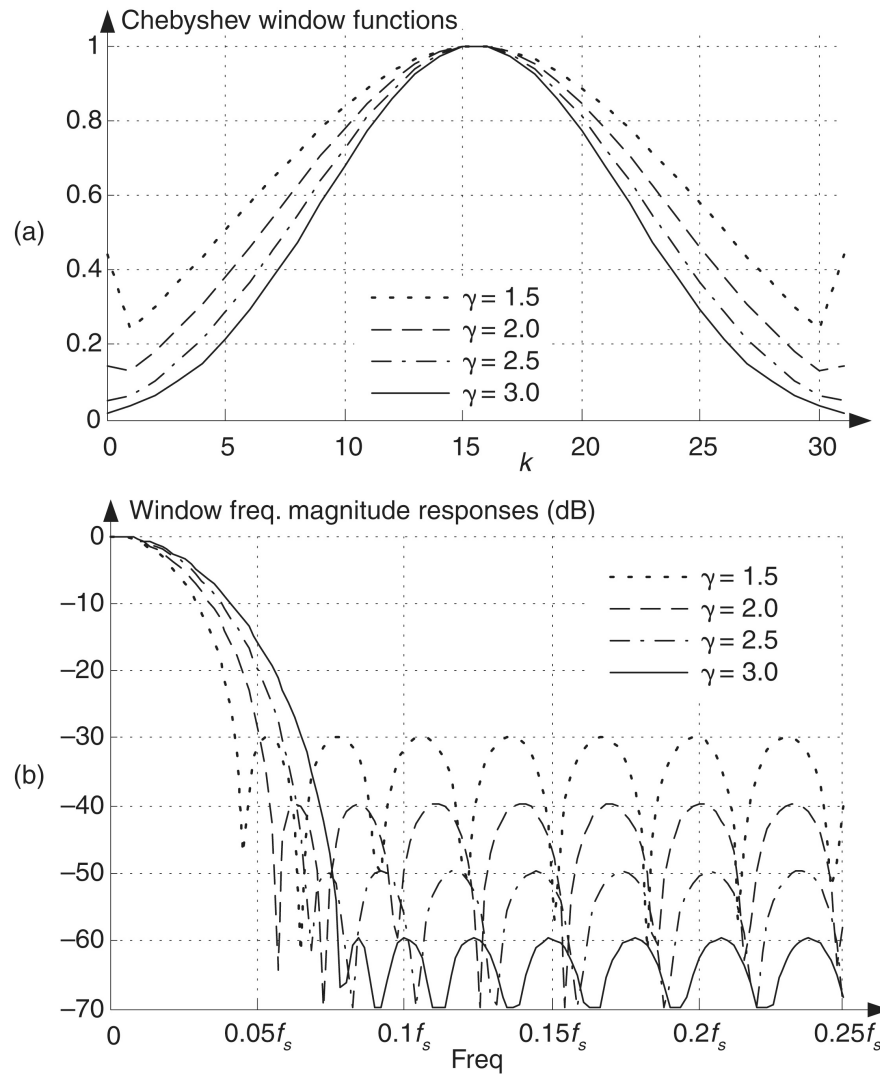 Chebyshev window functions
1
0.8
0.6
(a)
0.4
0.2
0
γ = 1.5
γ = 2.0
γ = 2.5
γ = 3.0
0 5 10 15 20 25 30
k
Window freq. magnitude responses (dB)
0
–10
–20
–30
(b)
–40
–50
–60
–70
γ = 1.5
γ = 2.0
γ = 2.5
γ = 3.0
0 0.05fs 0.1fs 0.15fs 0.2fs 0.25fs
Freq